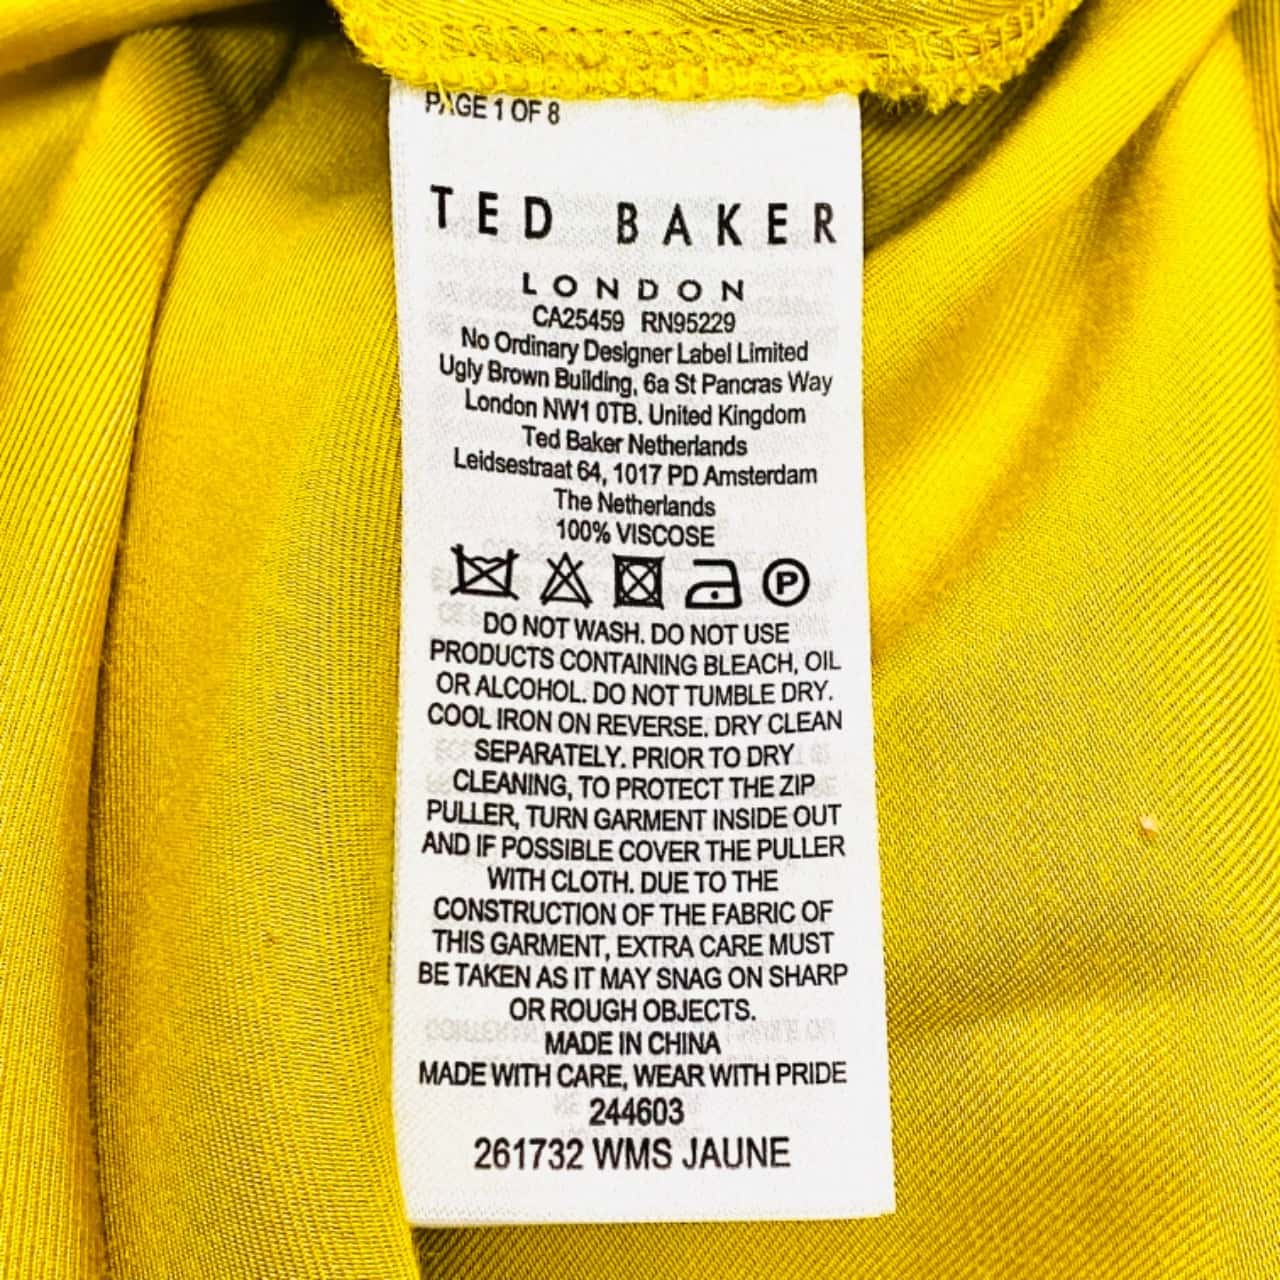 PAGE 1 OF 8
TED BAKER
LONDON
CA25459 RN95229
No Ordinary Designer Label Limited
Ugly Brown Building, 6a St Pancras Way
London NW1 0TB. United Kingdom
Ted Baker Netherlands
Leidsestraat 64, 1017 PD Amsterdam
The Netherlands
100% VISCOSE
P
DO NOT WASH. DO NOT USE
PRODUCTS CONTAINING BLEACH, OIL
OR ALCOHOL. DO NOT TUMBLE DRY.
COOL IRON ON REVERSE. DRY CLEAN
SEPARATELY. PRIOR TO DRY
CLEANING, TO PROTECT THE ZIP
PULLER, TURN GARMENT INSIDE OUT
AND IF POSSIBLE COVER THE PULLER
WITH CLOTH. DUE TO THE
CONSTRUCTION OF THE FABRIC OF
THIS GARMENT, EXTRA CARE MUST
BE TAKEN AS IT MAY SNAG ON SHARP
OR ROUGH OBJECTS.
MADE IN CHINA
MADE WITH CARE, WEAR WITH PRIDE
244603
261732 WMS JAUNE